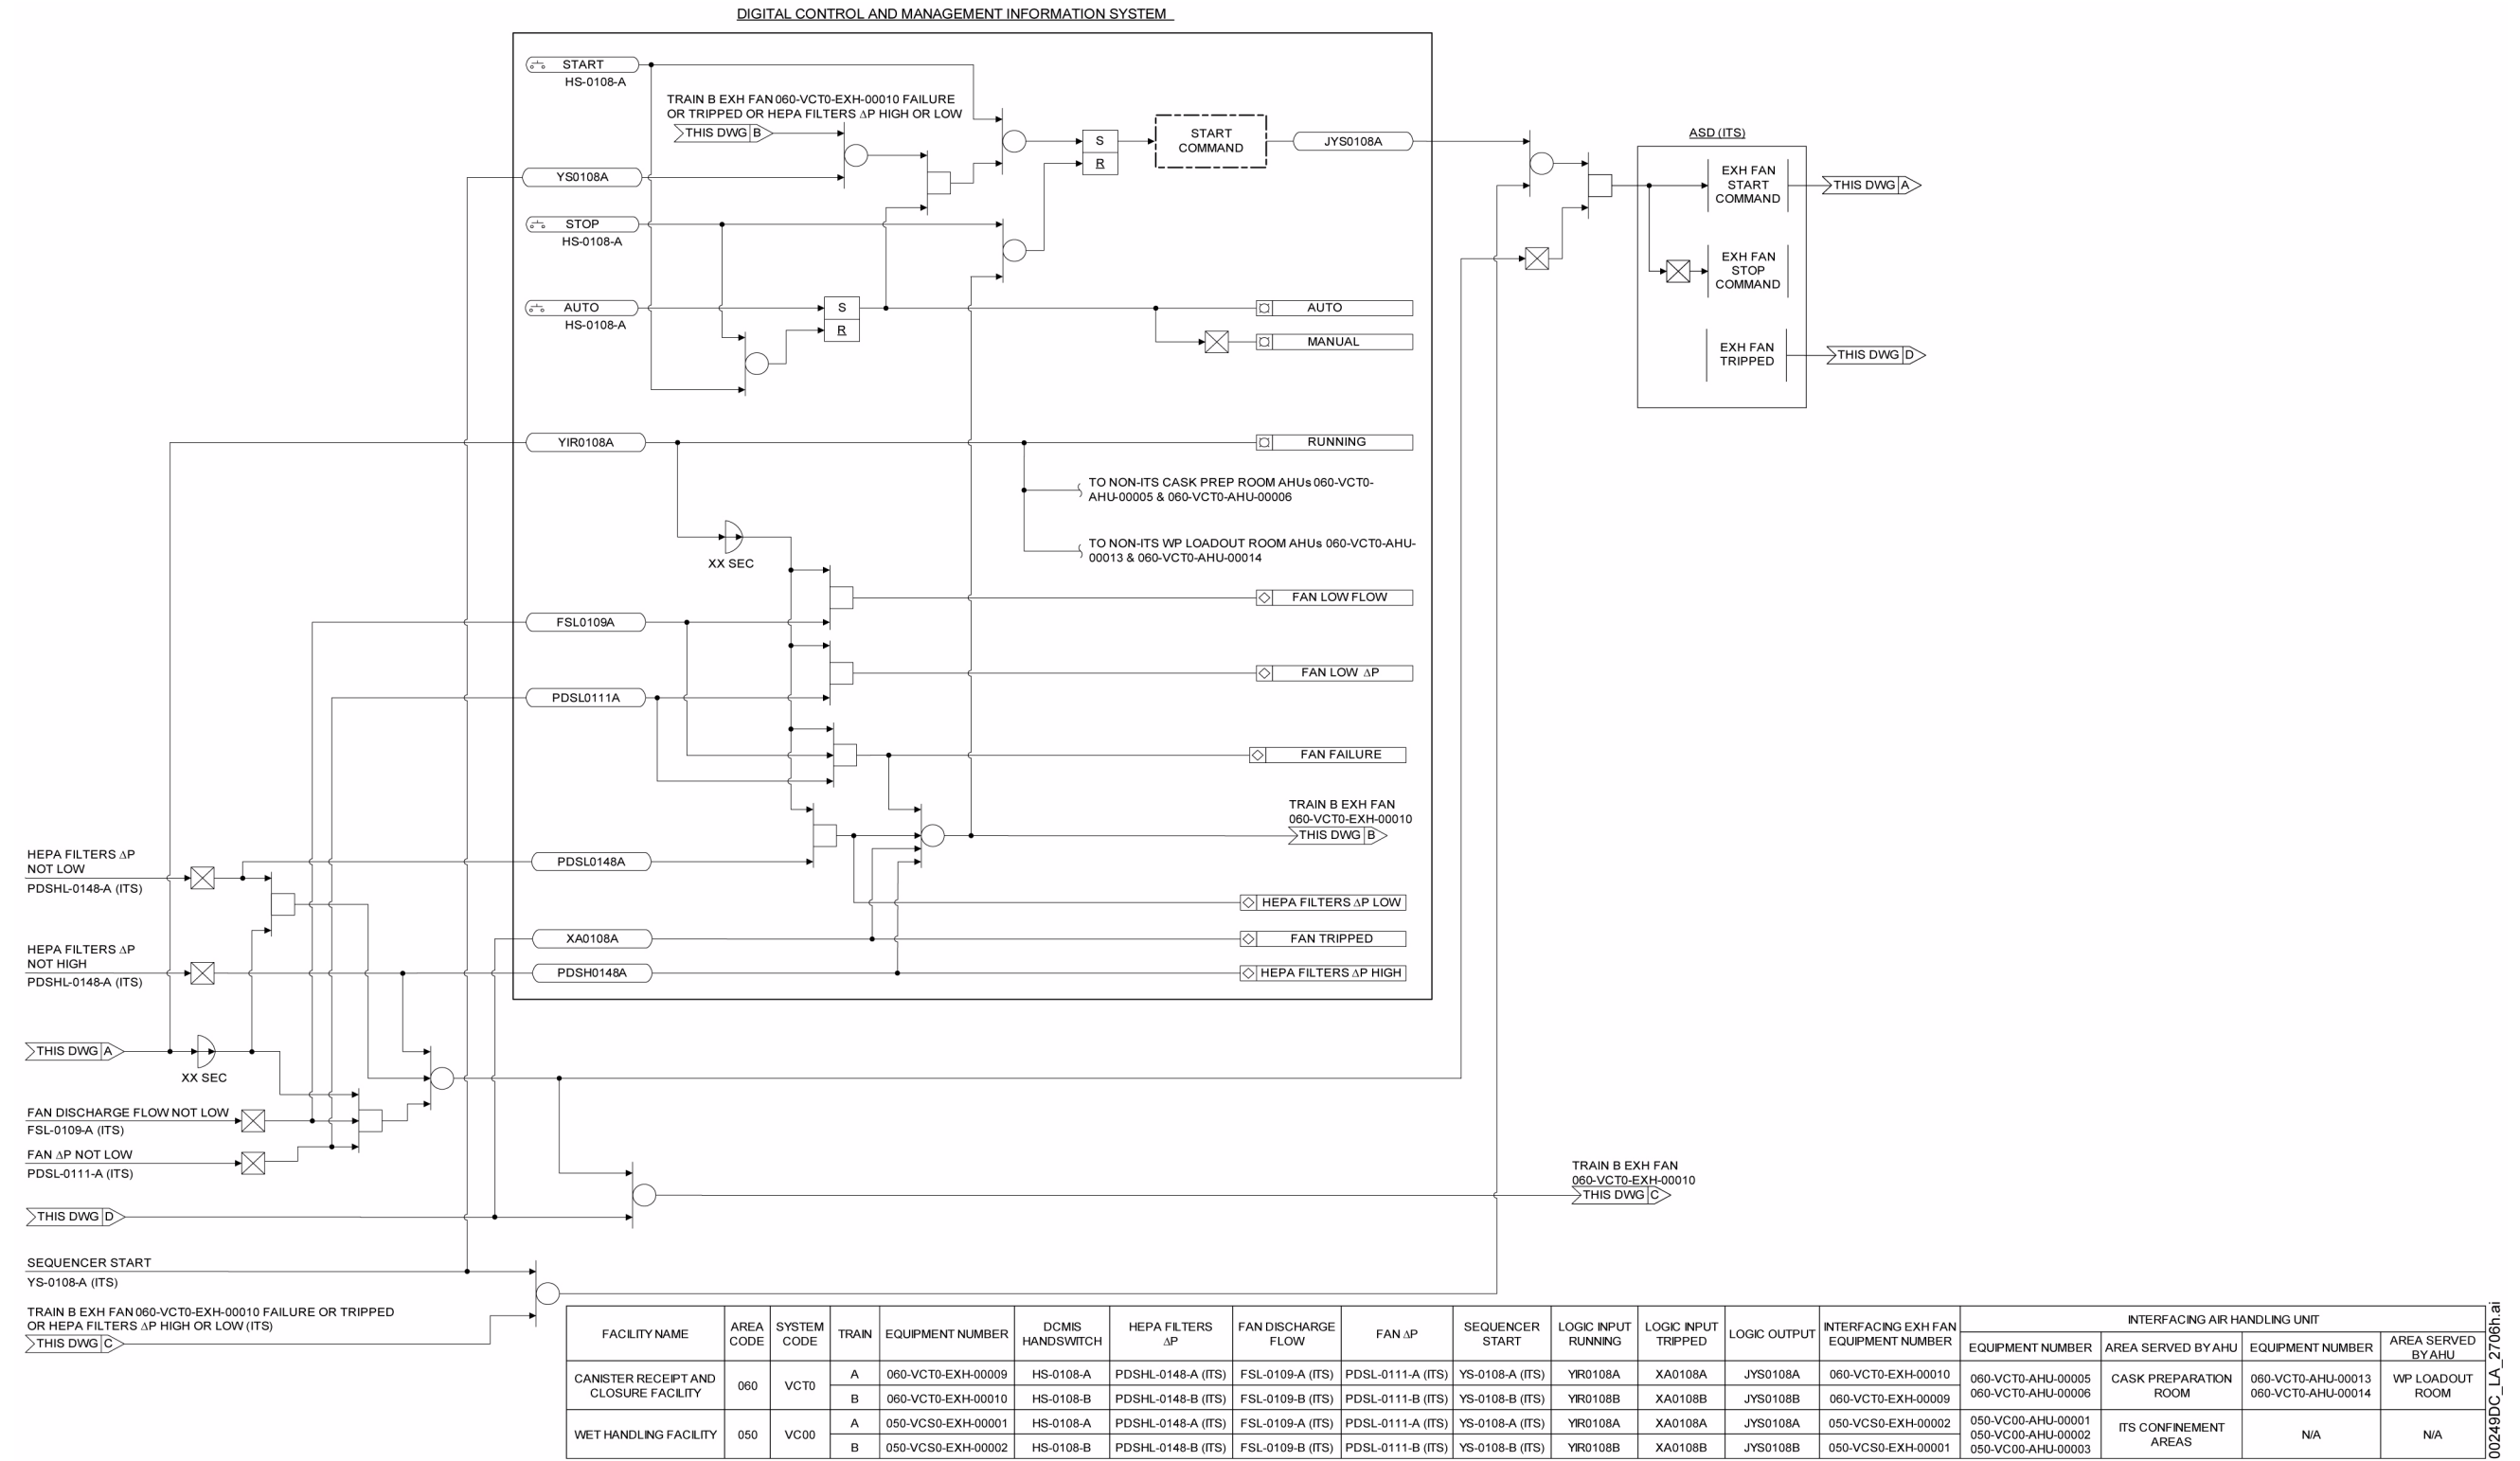 DIGITAL CONTROL AND MANAGEMENT INFORMATION SYSTEM
START
HS-0108-A
TRAIN B EXH FAN 060-VCT0-EXH-00010 FAILURE
OR TRIPPED OR HEPA FILTERS ∆P HIGH OR LOW
THIS DWG B
YS0108A
STOP
HS-0108-A
AUTO
HS-0108-A
S
R
S
R
START
COMMAND
JYS0108A
ASD (ITS)
EXH FAN
START
COMMAND
THIS DWG A
EXH FAN
STOP
COMMAND
EXH FAN
TRIPPED
THIS DWG D
AUTO
MANUAL
YIR0108A
RUNNING
TO NON-ITS CASK PREP ROOM AHUs 060-VCT0-
AHU-00005 & 060-VCT0-AHU-00006
XX SEC
TO NON-ITS WP LOADOUT ROOM AHUs 060-VCT0-AHU-
00013 & 060-VCT0-AHU-00014
FSL0109A
FAN LOW FLOW
PDSL0111A
FAN LOW ∆P
FAN FAILURE
TRAIN B EXH FAN
060-VCT0-EXH-00010
THIS DWG B
PDSL0148A
HEPA FILTERS ∆P LOW
XA0108A
FAN TRIPPED
PDSH0148A
HEPA FILTERS ∆P HIGH
HEPA FILTERS ∆P
NOT LOW
PDSHL-0148-A (ITS)
HEPA FILTERS ∆P
NOT HIGH
PDSHL-0148-A (ITS)
THIS DWG A
XX SEC
FAN DISCHARGE FLOW NOT LOW
FSL-0109-A (ITS)
FAN ∆P NOT LOW
PDSL-0111-A (ITS)
THIS DWG D
TRAIN B EXH FAN
060-VCT0-EXH-00010
THIS DWG C
SEQUENCER START
YS-0108-A (ITS)
TRAIN B EXH FAN 060-VCT0-EXH-00010 FAILURE OR TRIPPED
OR HEPA FILTERS ∆P HIGH OR LOW (ITS)
THIS DWG C
FACILITY NAME
AREA
CODE
SYSTEM
CODE
TRAIN
EQUIPMENT NUMBER
DCMIS
HANDSWITCH
HEPA FILTERS
∆P
FAN DISCHARGE
FLOW
FAN ∆P
SEQUENCER
START
LOGIC INPUT
RUNNING
LOGIC INPUT
TRIPPED
LOGIC OUTPUT
INTERFACING EXH FAN
EQUIPMENT NUMBER
INTERFACING AIR HANDLING UNIT
EQUIPMENT NUMBER
AREA SERVED BY AHU
EQUIPMENT NUMBER
AREA SERVED
BY AHU
CANISTER RECEIPT AND
CLOSURE FACILITY
060
VCT0
A 060-VCT0-EXH-00009 HS-0108-A PDSHL-0148-A (ITS) FSL-0109-A (ITS) PDSL-0111-A (ITS) YS-0108-A (ITS) YIR0108A XA0108A JYS0108A 060-VCT0-EXH-00010
B 060-VCT0-EXH-00010 HS-0108-B PDSHL-0148-B (ITS) FSL-0109-B (ITS) PDSL-0111-B (ITS) YS-0108-B (ITS) YIR0108B XA0108B JYS0108B 060-VCT0-EXH-00009
060-VCT0-AHU-00005
060-VCT0-AHU-00006
CASK PREPARATION
ROOM
060-VCT0-AHU-00013
060-VCT0-AHU-00014
WP LOADOUT
ROOM
WET HANDLING FACILITY
050
VC00
A 050-VCS0-EXH-00001 HS-0108-A PDSHL-0148-A (ITS) FSL-0109-A (ITS) PDSL-0111-A (ITS) YS-0108-A (ITS) YIR0108A XA0108A JYS0108A 050-VCS0-EXH-00002
B 050-VCS0-EXH-00002 HS-0108-B PDSHL-0148-B (ITS) FSL-0109-B (ITS) PDSL-0111-B (ITS) YS-0108-B (ITS) YIR0108B XA0108B JYS0108B 050-VCS0-EXH-00001
050-VC00-AHU-00001
050-VC00-AHU-00002
050-VC00-AHU-00003
ITS CONFINEMENT
AREAS
N/A
N/A
00249DC_LA_2706h.ai